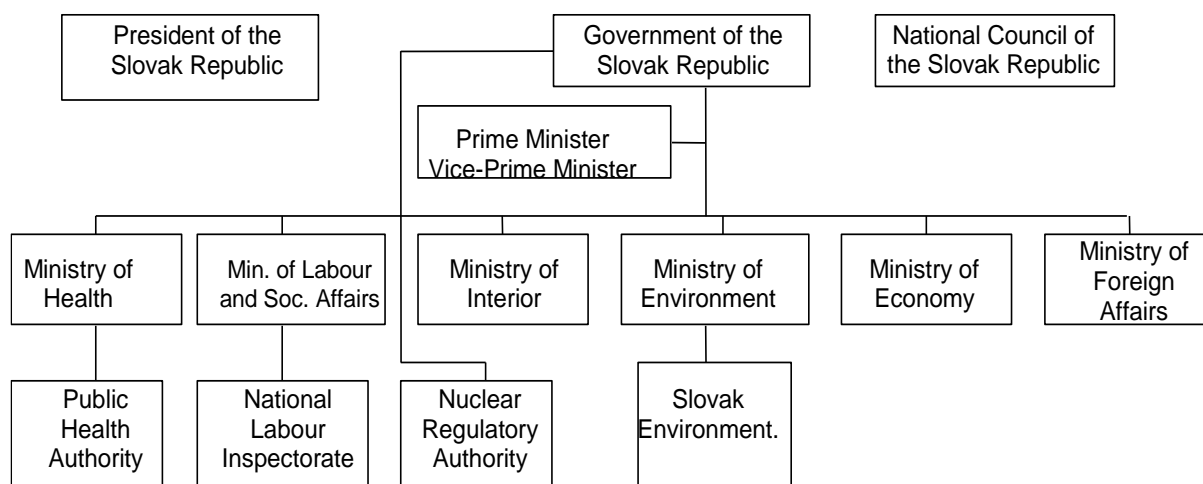 President of the
Slovak Republic
Government of the
Slovak Republic
National Council of
the Slovak Republic
Prime Minister
Vice-Prime Minister
Ministry of
Health
Min. of Labour
and Soc. Affairs
Ministry of
Interior
Ministry of
Environment
Ministry of
Economy
Ministry of
Foreign
Affairs
Public
Health
Authority
National
Labour
Inspectorate
Nuclear
Regulatory
Authority
Slovak
Environment.